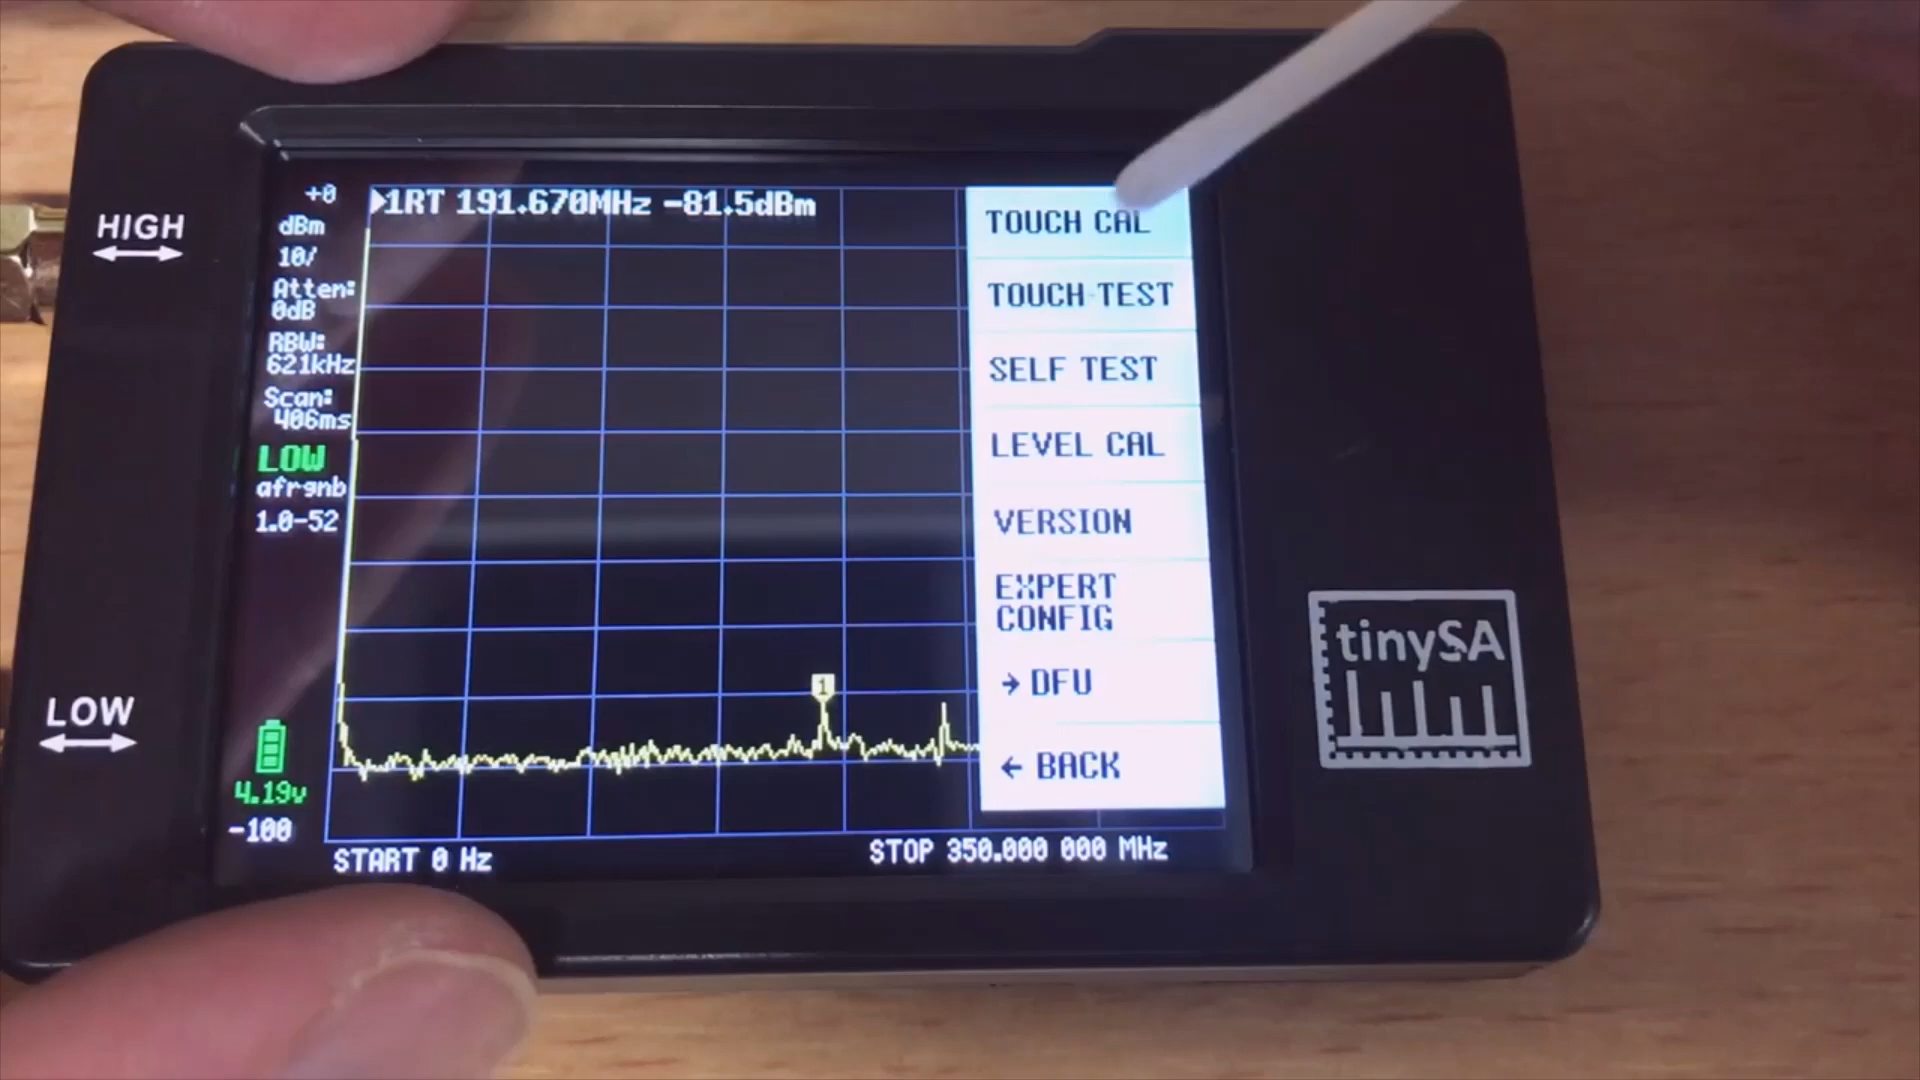 HIGH
LOW
+0
dBm
10/
Atten:
0dB
RBW:
621kHz
Scan:
406ms
LOW
afrgnb
1.0-52
4.19v
-100
1RT 191.670MHz -81.5dBm
1
START 0 Hz
STOP 350.000 000 MHz
TOUCH CAL
TOUCH TEST
SELF TEST
LEVEL CAL
VERSION
EXPERT
CONFIG
→ DFU
← BACK
tinySA